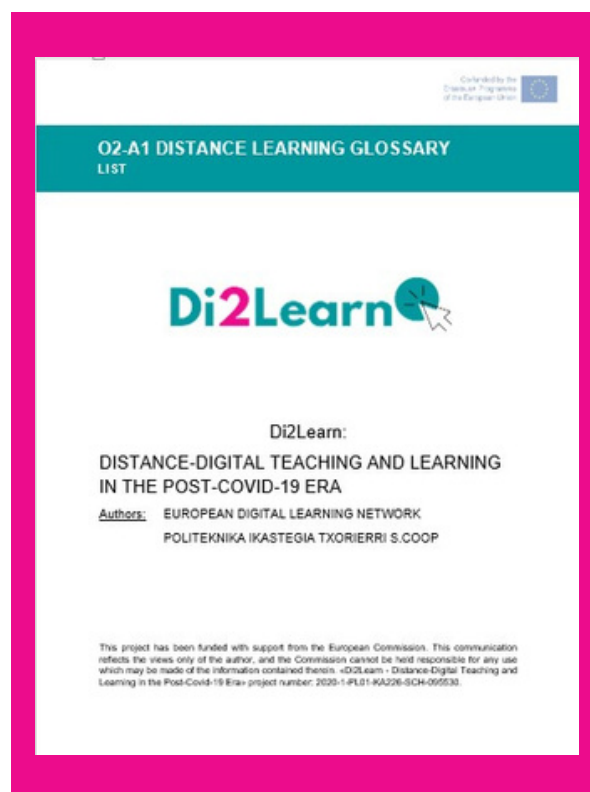 Co-funded by the
Erasmus+ Programme
of the European Union
O2-A1 DISTANCE LEARNING GLOSSARY
LIST
Di2Learn
Di2Learn:
DISTANCE-DIGITAL TEACHING AND LEARNING
IN THE POST-COVID-19 ERA
Authors: EUROPEAN DIGITAL LEARNING NETWORK
POLITEKNIKA IKASTEGIA TXORIERRI S.COOP
This project has been funded with support from the European Commission. This communication
reflects the views only of the author, and the Commission cannot be held responsible for any use
which may be made of the information contained therein. «Di2Learn - Distance-Digital Teaching and
Learning in the Post-Covid-19 Era» project number: 2020-1-PL01-KA226-SCH-095530.